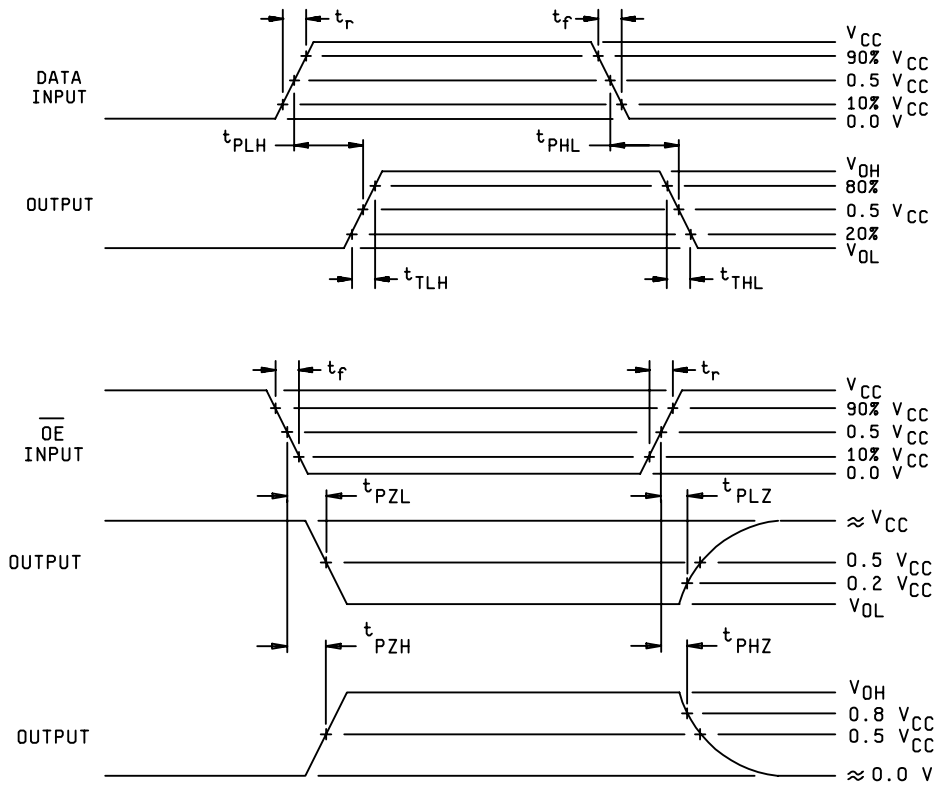 t_r
t_f
V_CC
90% V_CC
DATA
INPUT
0.5 V_CC
10% V_CC
0.0 V
t_PLH
t_PHL
V_OH
80%
OUTPUT
0.5 V_CC
20%
V_OL
t_TLH
t_THL
t_f
t_r
V_CC
90% V_CC
O̅E̅
INPUT
0.5 V_CC
10% V_CC
0.0 V
t_PZL
t_PLZ
≈ V_CC
OUTPUT
0.5 V_CC
0.2 V_CC
V_OL
t_PZH
t_PHZ
V_OH
0.8 V_CC
OUTPUT
0.5 V_CC
≈ 0.0 V